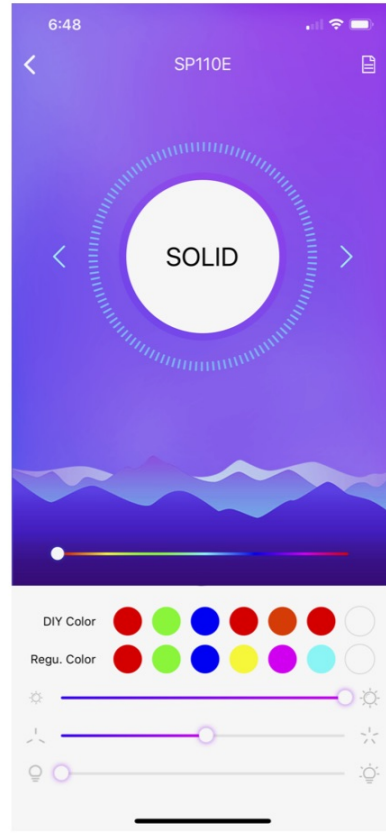 6:48
SP110E
SOLID
DIY Color
Regu. Color